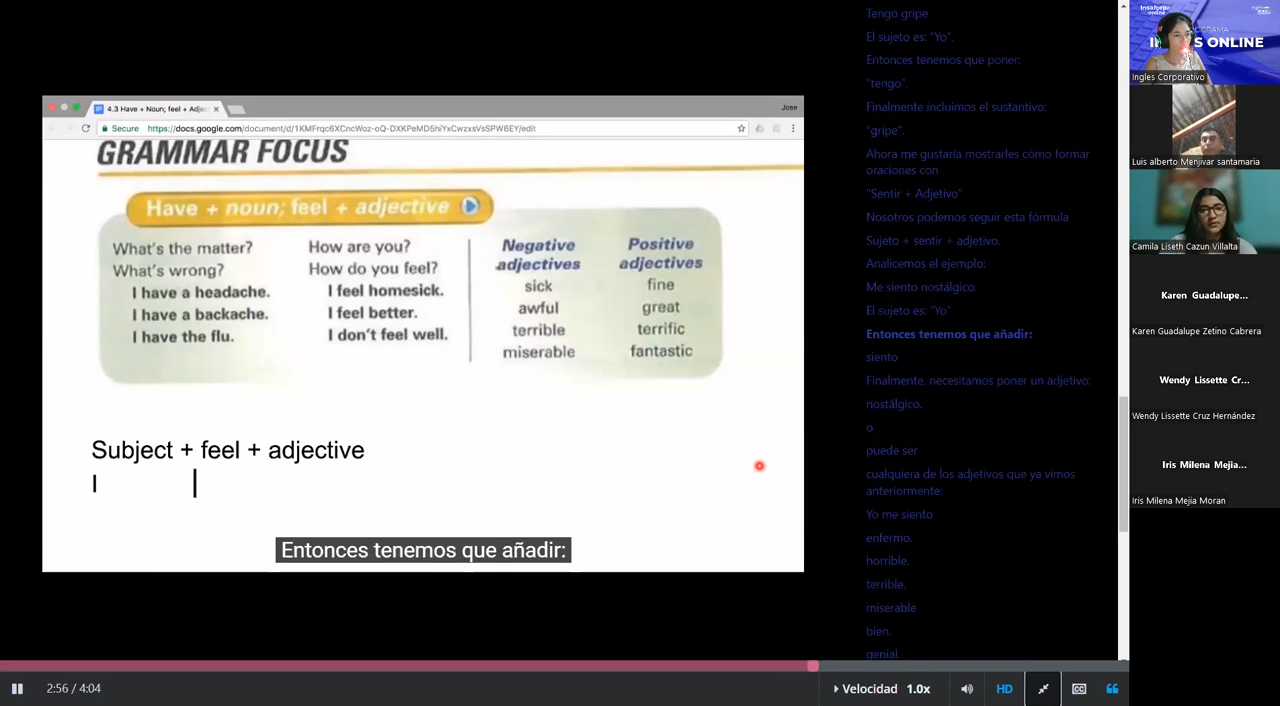 4.3 Have + Noun; feel + Adjec
Jose
Secure
https://docs.google.com/document/d/1KMFrqc6XCncWoz-oQ-DXKPeMD5hiYxCwzxsVsSPW6EY/edit
GRAMMAR FOCUS
Have + noun; feel + adjective
What's the matter?
What's wrong?
I have a headache.
I have a backache.
I have the flu.
How are you?
How do you feel?
I feel homesick.
I feel better.
I don't feel well.
Negative
adjectives
sick
awful
terrible
miserable
Positive
adjectives
fine
great
terrific
fantastic
Subject + feel + adjective
I
Entonces tenemos que añadir:
Tengo gripe
El sujeto es: "Yo".
Entonces tenemos que poner:
"tengo".
Finalmente incluimos el sustantivo:
"gripe".
Ahora me gustaría mostrarles cómo formar
oraciones con
"Sentir + Adjetivo"
Nosotros podemos seguir esta fórmula
Sujeto + sentir + adjetivo.
Analicemos el ejemplo:
Me siento nostálgico.
El sujeto es: "Yo"
Entonces tenemos que añadir:
siento
Finalmente, necesitamos poner un adjetivo:
nostálgico.
o
puede ser
cualquiera de los adjetivos que ya vimos
anteriormente:
Yo me siento
enfermo.
horrible.
terrible.
miserable
bien.
genial.
2:56 / 4:04
Velocidad 1.0x
HD
CC
online
ONLINE
Ingles Corporativo
Luis alberto Menjivar santamaria
Camila Liseth Cazun Villalta
Karen Guadalupe...
Karen Guadalupe Zetino Cabrera
Wendy Lissette Cr...
Wendy Lissette Cruz Hernández
Iris Milena Mejia...
Iris Milena Mejia Moran